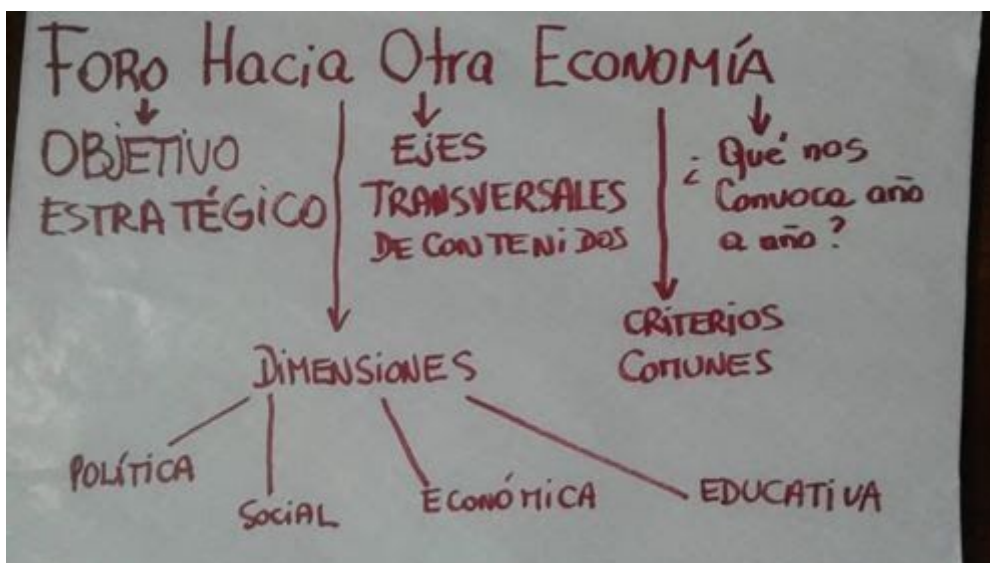 Foro Hacia Otra Economía
OBJETIVO
ESTRATÉGICO
EJES
TRANSVERSALES
DE CONTENIDOS
¿Qué nos
Convoca año
a año?
CRITERIOS
COMUNES
DIMENSIONES
POLÍTICA
SOCIAL
ECONÓMICA
EDUCATIVA